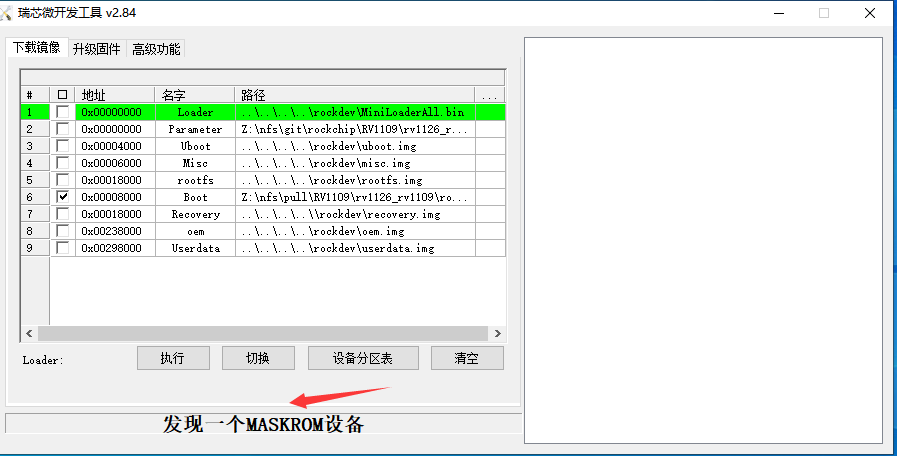 瑞芯微开发工具 v2.84
下载镜像 升级固件 高级功能
# 地址 名字 路径 ...
1 0x00000000 Loader ..\..\..\..\rockdev\MiniLoaderAll.bin
2 0x00000000 Parameter Z:\nfs\git\rockchip\RV1109\rv1126_r...
3 0x00004000 Uboot ..\..\..\..\rockdev\uboot.img
4 0x00006000 Misc ..\..\..\..\rockdev\misc.img
5 0x00018000 rootfs ..\..\..\..\rockdev\rootfs.img
6 0x00008000 Boot Z:\nfs\pull\RV1109\rv1126_rv1109\ro...
7 0x00018000 Recovery ..\..\..\..\\rockdev\recovery.img
8 0x00238000 oem ..\..\..\..\rockdev\oem.img
9 0x00298000 Userdata ..\..\..\..\rockdev\userdata.img
Loader: 执行 切换 设备分区表 清空
发现一个MASKROM设备